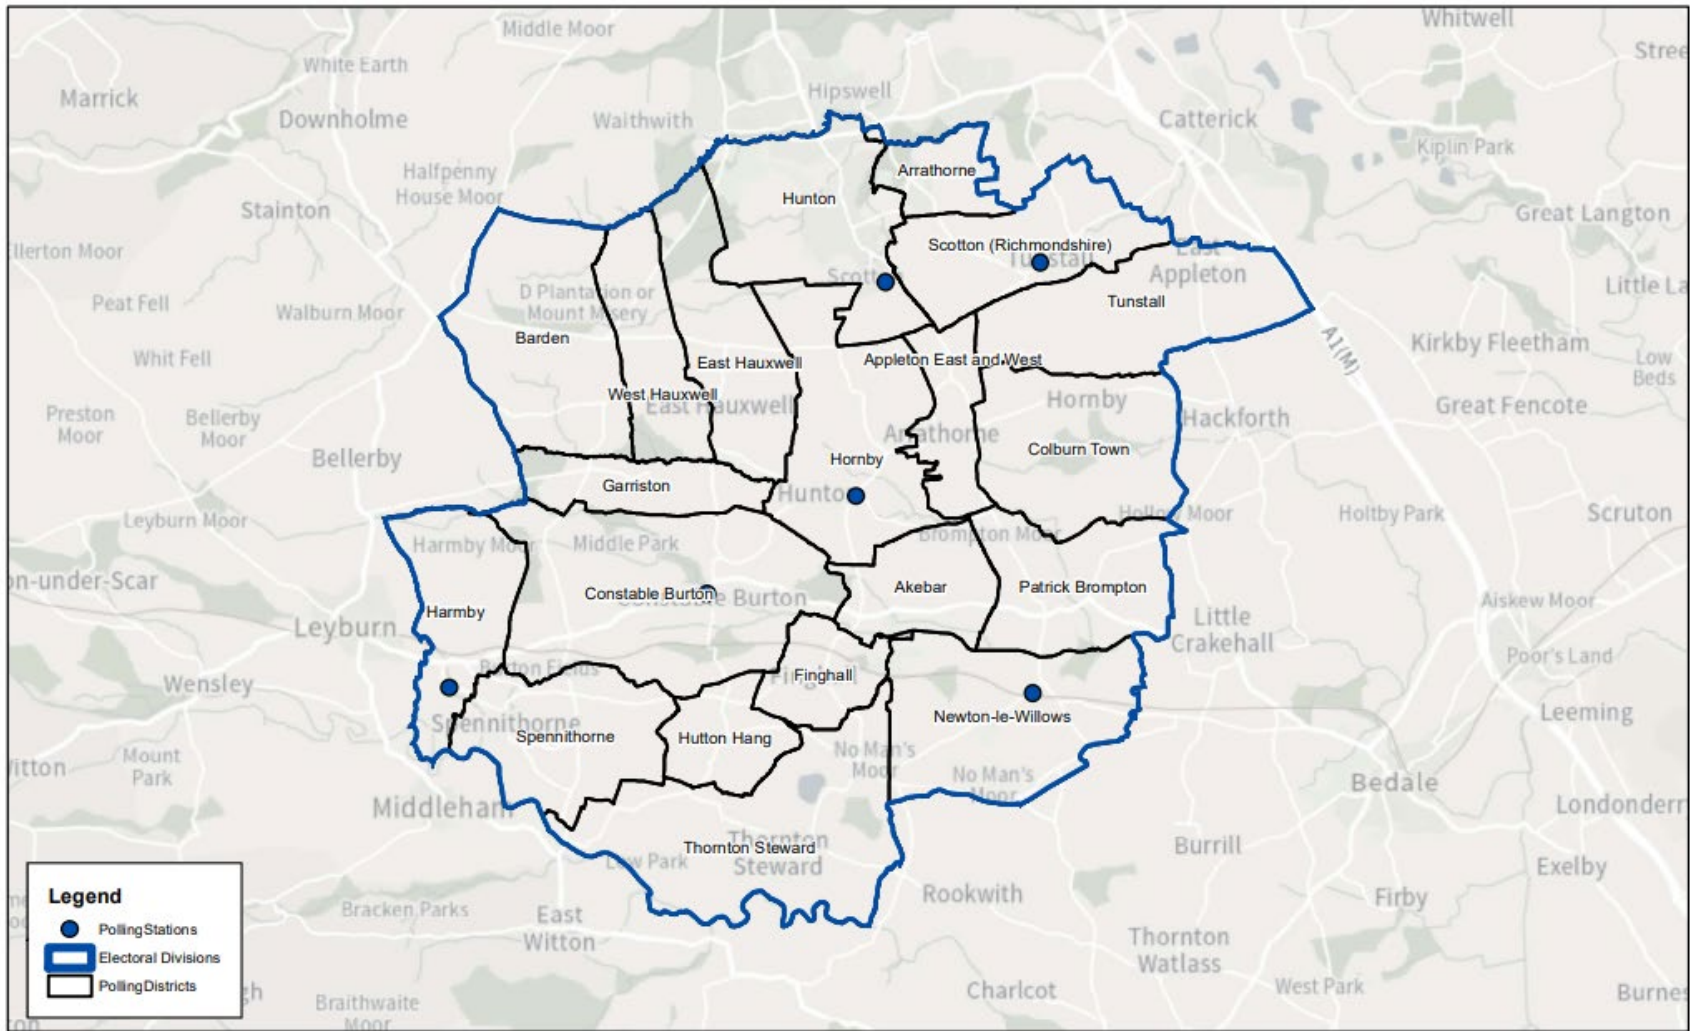 Middle Moor
Whitwell
White Earth
Marrick
Hipswell
Downholme
Waithwith
Catterick
Kiplin Park
Halfpenny
House Moor
Arrathorne
Stainton
Hunton
Great Langton
Ellerton Moor
Scotton (Richmondshire)
East
Appleton
Peat Fell
Walburn Moor
D Plantation or
Mount Misery
Tunstall
Barden
Whit Fell
East Hauxwell
Appleton East and West
A1(M)
Kirkby Fleetham
Low
Beds
West Hauxwell
East Hauxwell
Hornby
Great Fencote
Preston
Moor
Bellerby
Moor
Hackforth
Arrathorne
Colburn Town
Bellerby
Hornby
Garriston
Hunton
Leyburn Moor
Holtby Park
Scruton
Middle Park
Brompton Moor
on-under-Scar
Constable Burton
Constable Burton
Akebar
Patrick Brompton
Aiskew Moor
Harmby
Leyburn
Little
Crakehall
Poor's Land
Wensley
Burton Fields
Finghall
Newton-le-Willows
Leeming
Spennithorne
Spennithorne
Hutton Hang
No Man's
Moor
Mount
Park
No Man's
Moor
Bedale
Middleham
Thornton Steward
Thornton
Steward
Low Park
Burrill
Exelby
Rookwith
Firby
Bracken Parks
East
Witton
Thornton
Watlass
Charlcot
West Park
Braithwaite
Moor
Legend
PollingStations
Electoral Divisions
PollingDistricts